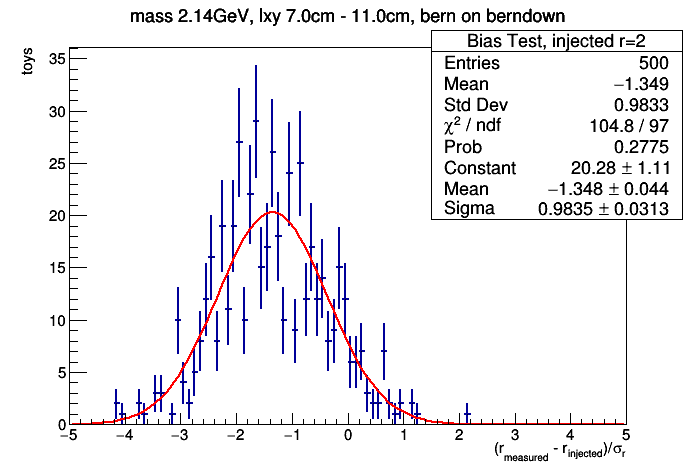 mass 2.14GeV, lxy 7.0cm - 11.0cm, bern on berndown
Bias Test, injected r=2
Entries 500
Mean −1.349
Std Dev 0.9833
χ² / ndf 104.8 / 97
Prob 0.2775
Constant 20.28 ± 1.11
Mean −1.348 ± 0.044
Sigma 0.9835 ± 0.0313
toys
35
30
25
20
15
10
5
0
−5 −4 −3 −2 −1 0 1 2 3 4 5
(r_measured - r_injected)/σ_r